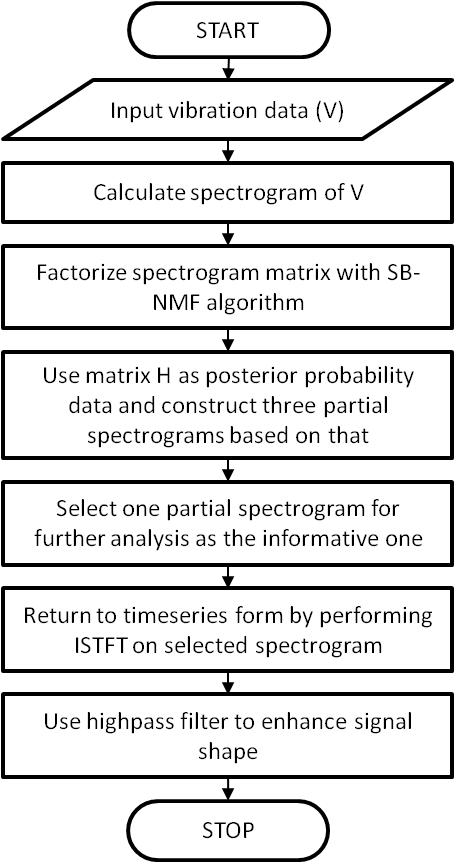 START
Input vibration data (V)
Calculate spectrogram of V
Factorize spectrogram matrix with SB-
NMF algorithm
Use matrix H as posterior probability
data and construct three partial
spectrograms based on that
Select one partial spectrogram for
further analysis as the informative one
Return to timeseries form by performing
ISTFT on selected spectrogram
Use highpass filter to enhance signal
shape
STOP